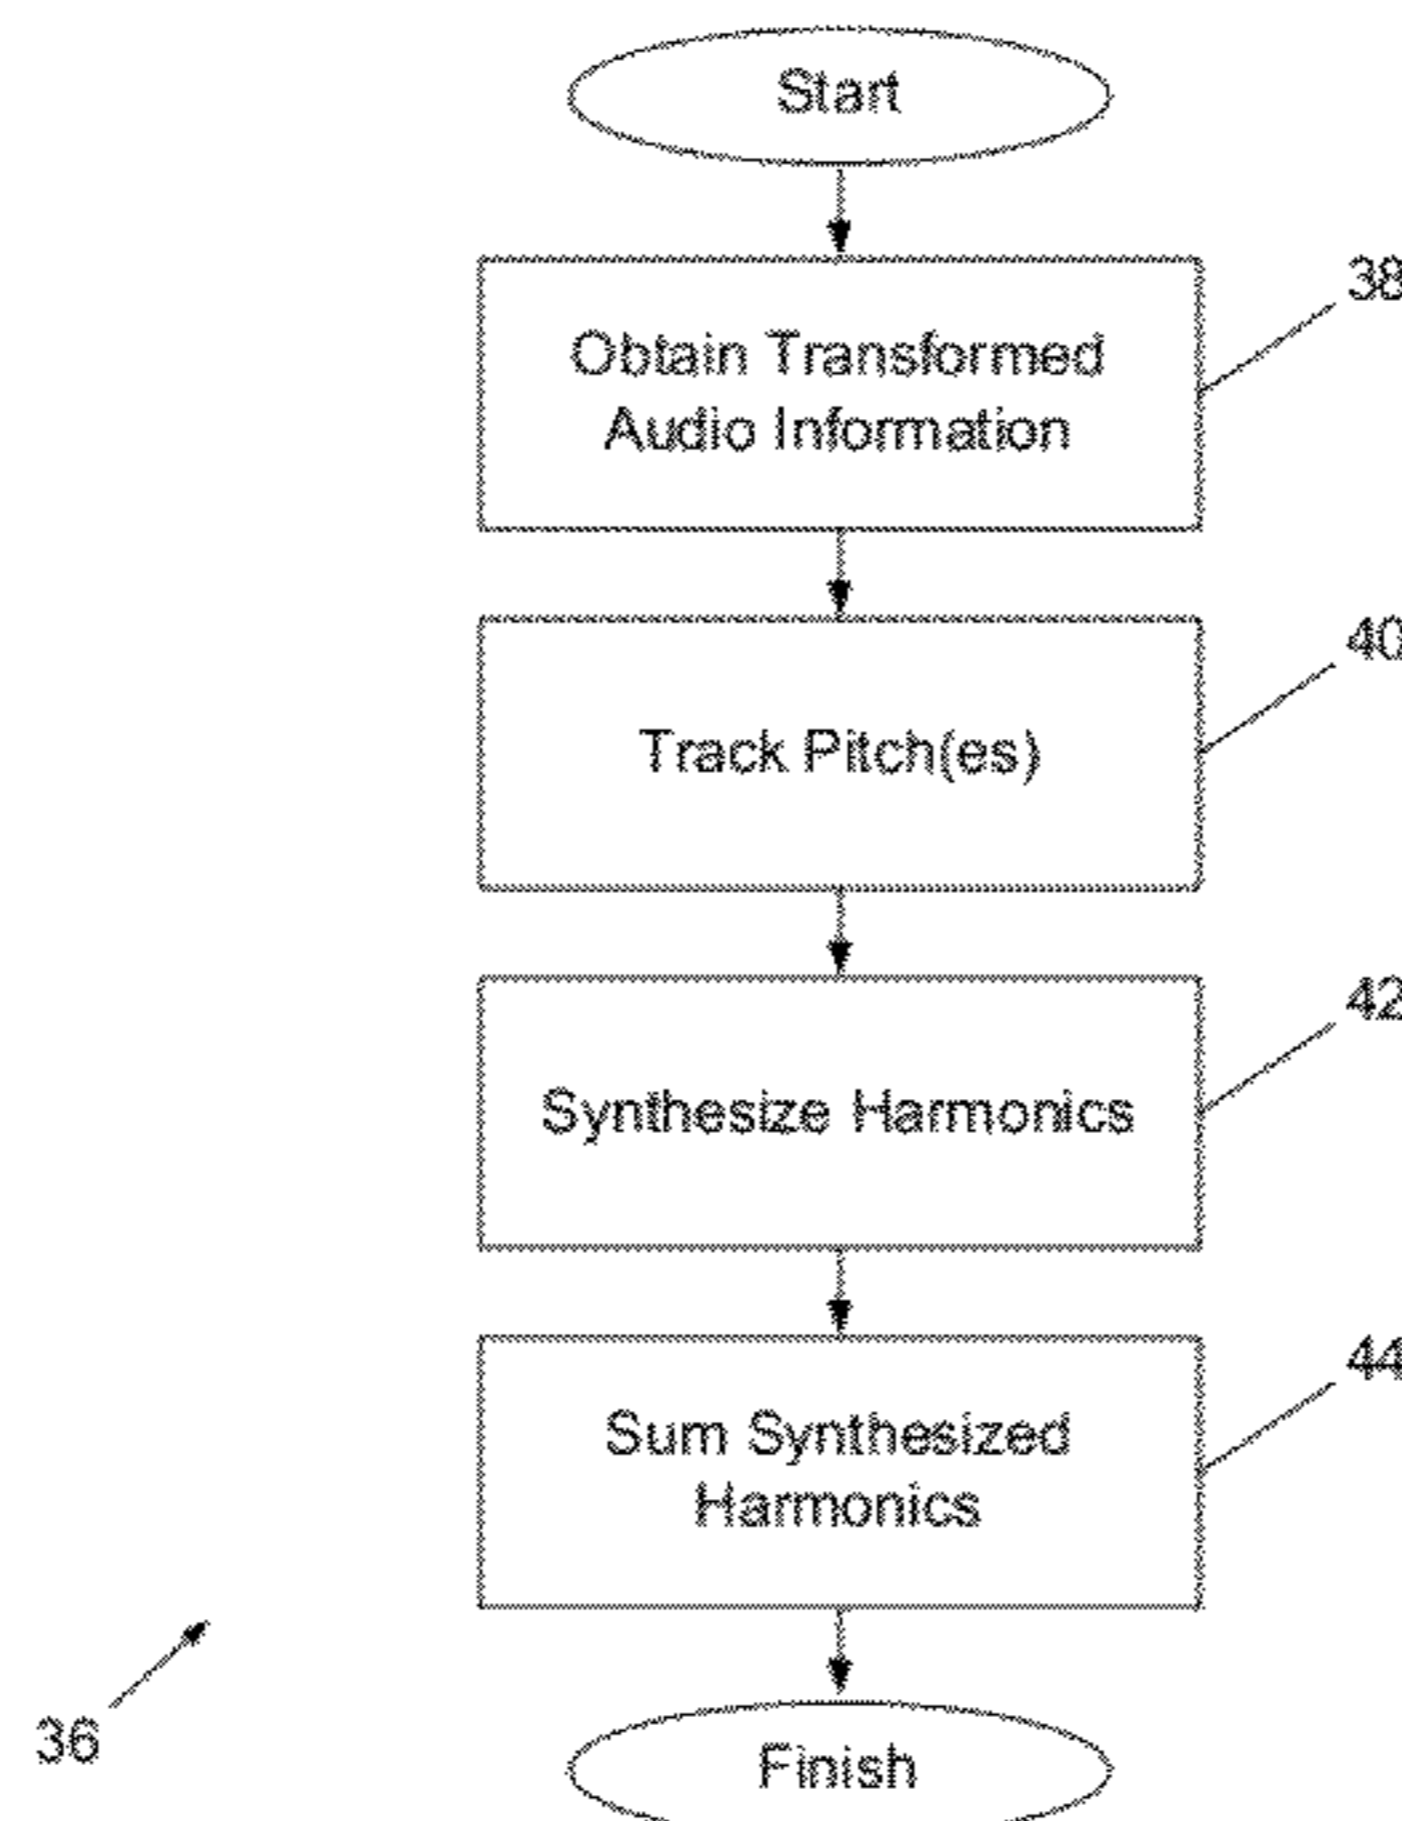 Start
38
Obtain Transformed
Audio Information
40
Track Pitch(es)
42
Synthesize Harmonics
44
Sum Synthesized
Harmonics
36
Finish